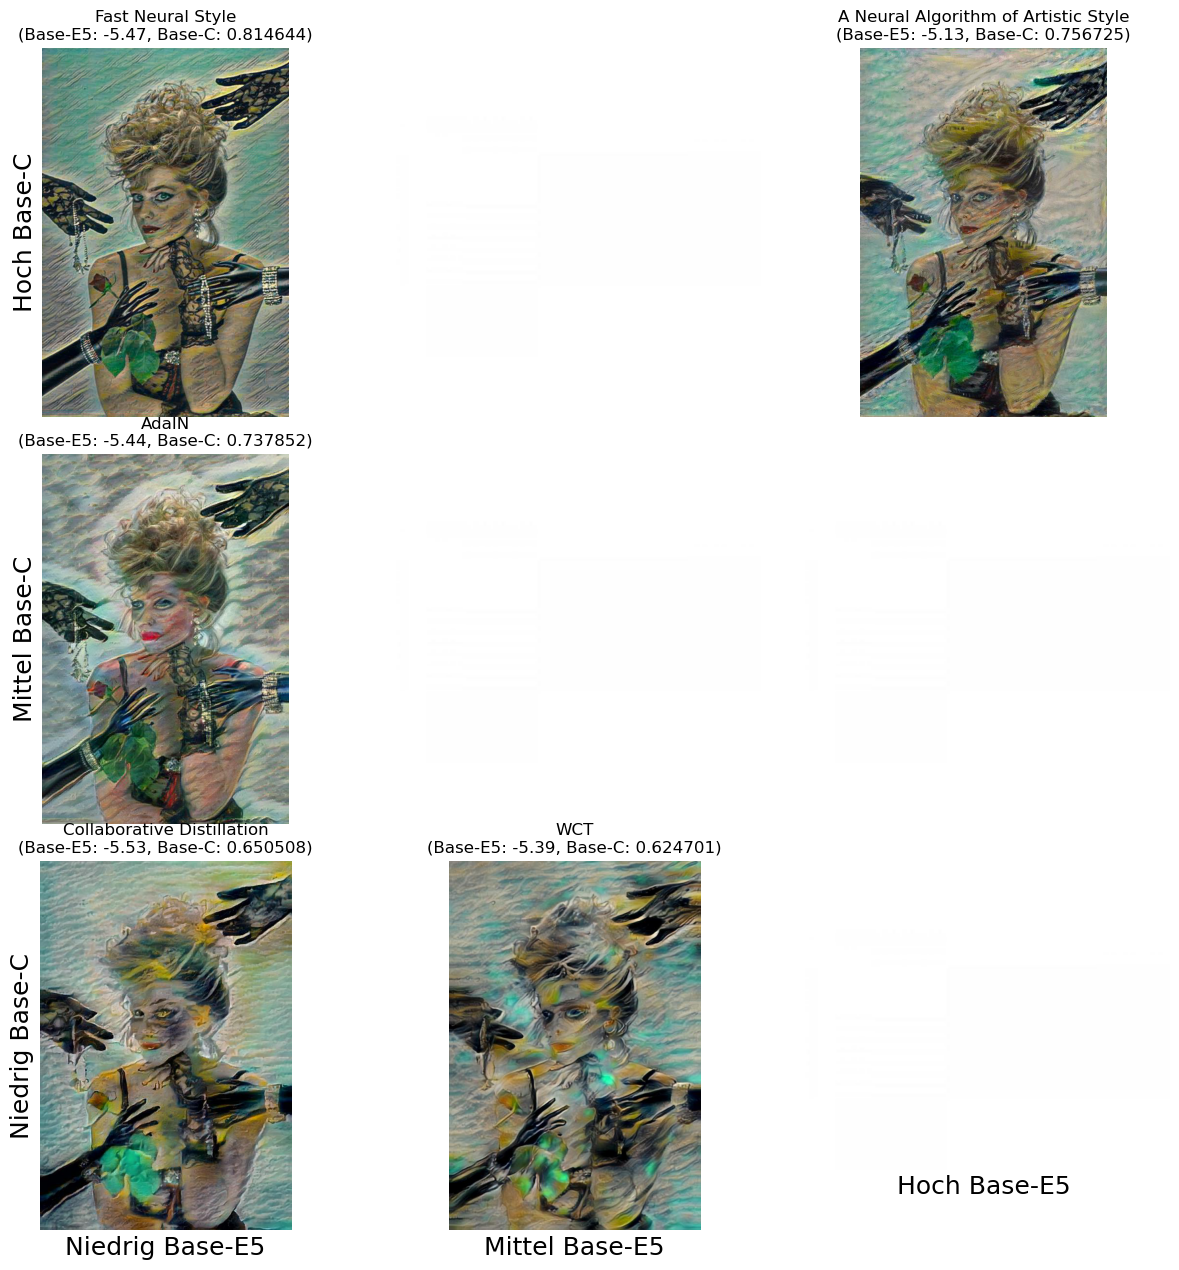 Fast Neural Style
(Base-E5: -5.47, Base-C: 0.814644)
A Neural Algorithm of Artistic Style
(Base-E5: -5.13, Base-C: 0.756725)
Hoch Base-C
AdaIN
(Base-E5: -5.44, Base-C: 0.737852)
Mittel Base-C
Collaborative Distillation
(Base-E5: -5.53, Base-C: 0.650508)
WCT
(Base-E5: -5.39, Base-C: 0.624701)
Niedrig Base-C
Niedrig Base-E5
Mittel Base-E5
Hoch Base-E5